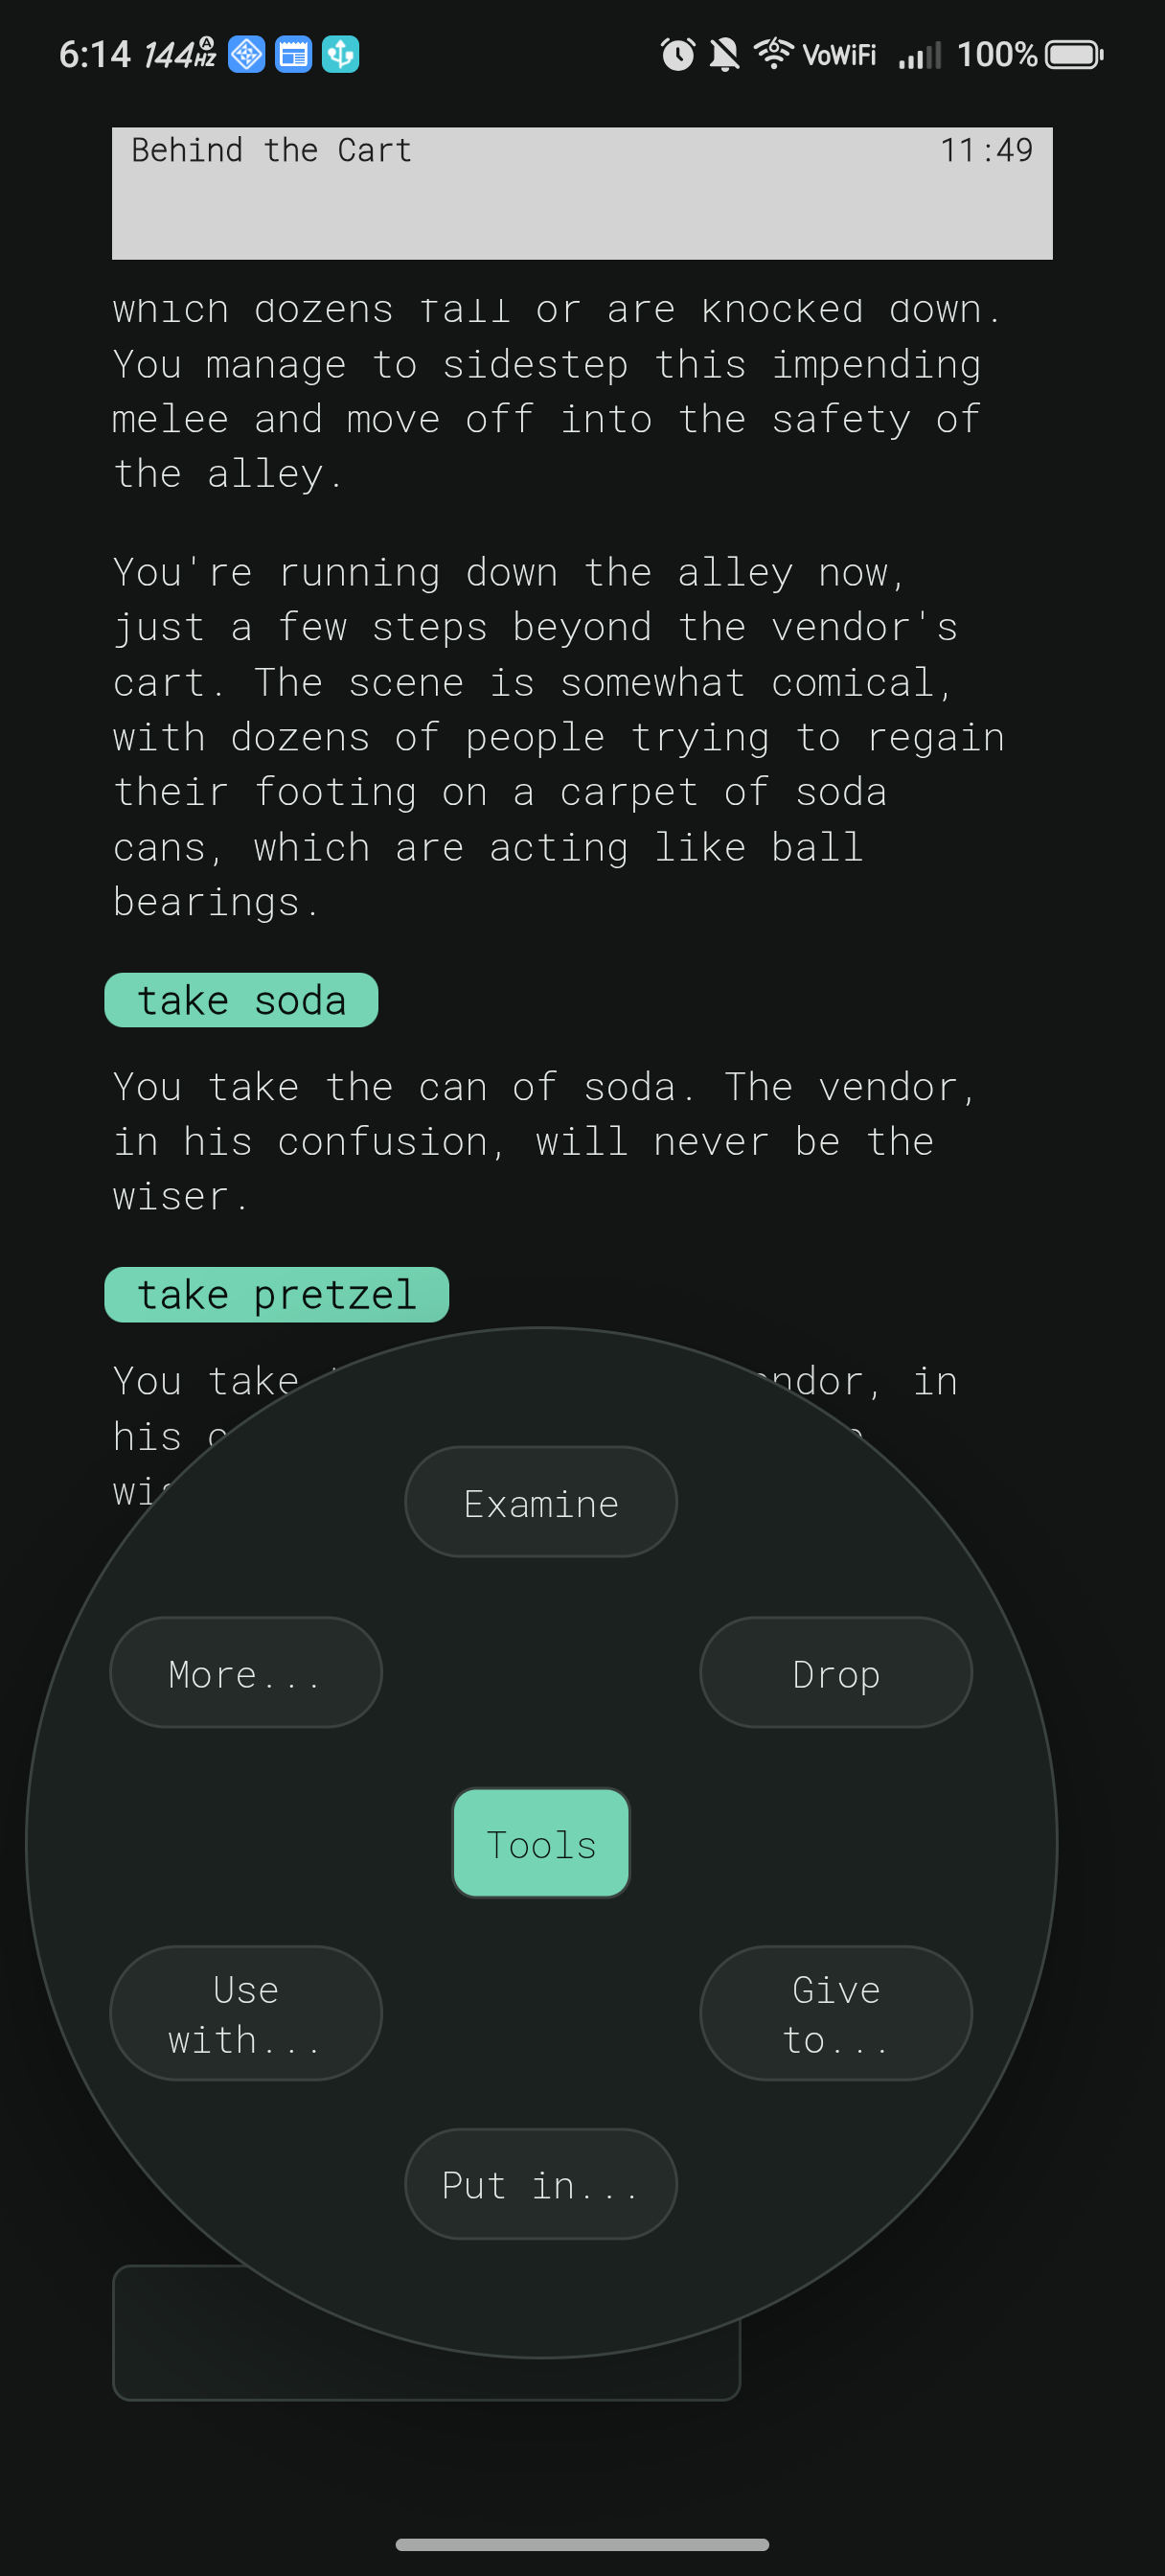 6:14 144HZ A VoWiFi 6 100%
Behind the Cart 11:49
which dozens fall or are knocked down.
You manage to sidestep this impending
melee and move off into the safety of
the alley.
You're running down the alley now,
just a few steps beyond the vendor's
cart. The scene is somewhat comical,
with dozens of people trying to regain
their footing on a carpet of soda
cans, which are acting like ball
bearings.
take soda
You take the can of soda. The vendor,
in his confusion, will never be the
wiser.
take pretzel
You take ndor, in
his
Examine
More... Drop
Tools
Use
with...
Give
to...
Put in...